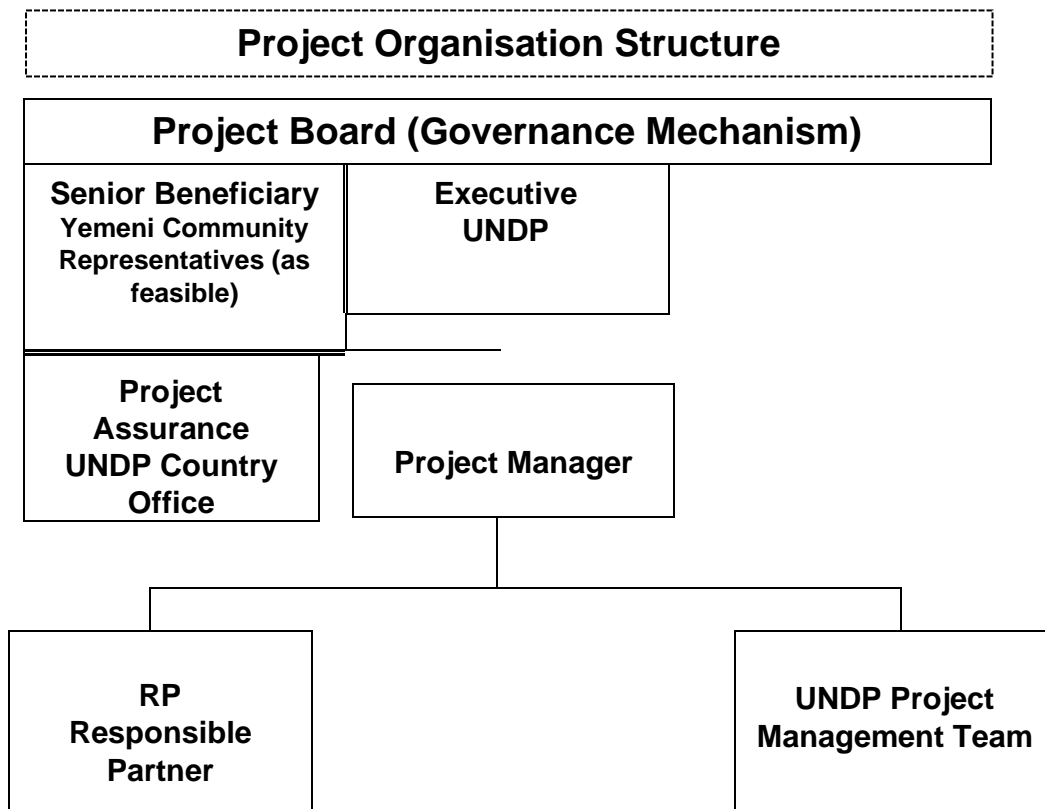 Project Organisation Structure
Project Board (Governance Mechanism)
Senior Beneficiary
Yemeni Community
Representatives (as
feasible)
Executive
UNDP
Project
Assurance
UNDP Country
Office
Project Manager
RP
Responsible
Partner
UNDP Project
Management Team